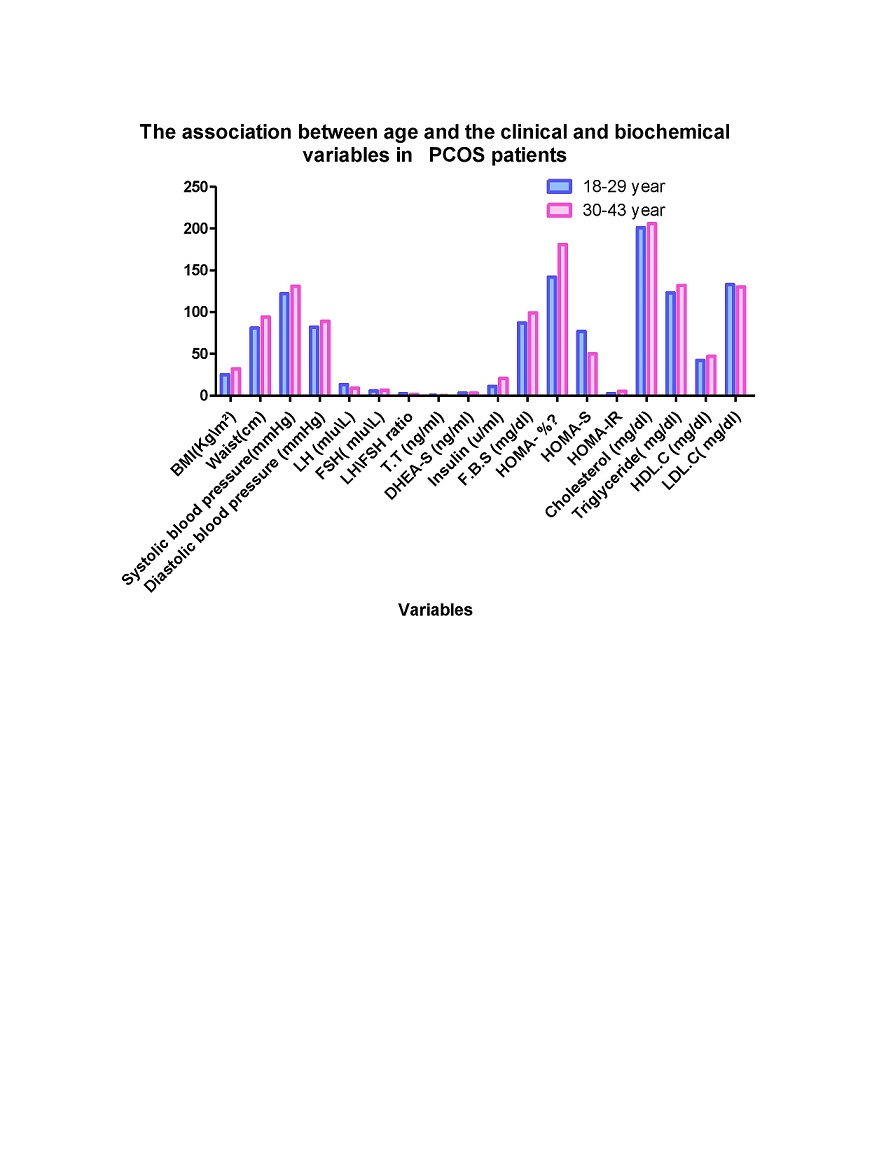 The association between age and the clinical and biochemical
variables in PCOS patients
18-29 year
30-43 year
250
200
150
100
50
0
BMI(Kg\m²)
Waist(cm)
Systolic blood pressure(mmHg)
Diastolic blood pressure (mmHg)
LH (mIu\L)
FSH( mIu\L)
LH\FSH ratio
T.T (ng/ml)
DHEA-S (ng/ml)
Insulin (u/ml)
F.B.S (mg/dl)
HOMA- %?
HOMA-S
HOMA-IR
Cholesterol (mg/dl)
Triglyceride( mg/dl)
HDL.C (mg/dl)
LDL.C( mg/dl)
Variables